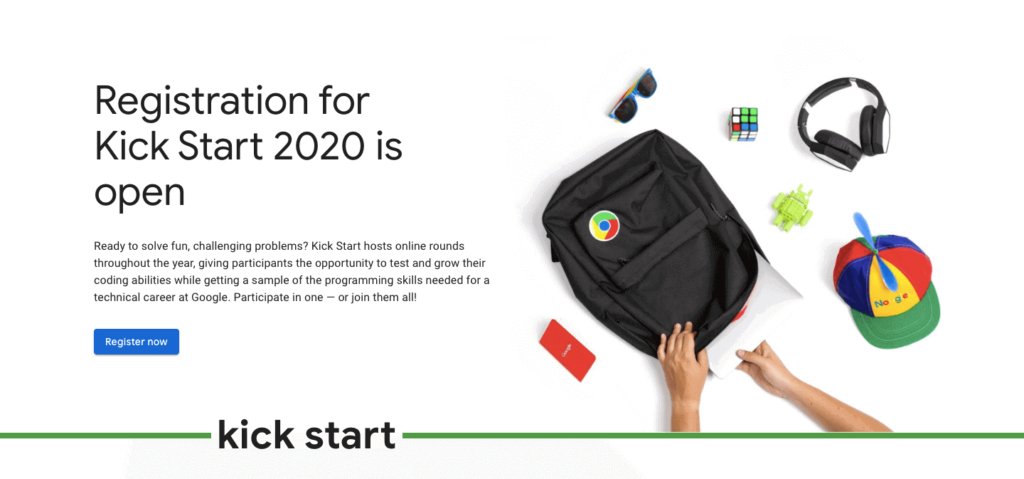 Registration for
Kick Start 2020 is
open
Ready to solve fun, challenging problems? Kick Start hosts online rounds
throughout the year, giving participants the opportunity to test and grow their
coding abilities while getting a sample of the programming skills needed for a
technical career at Google. Participate in one — or join them all!
Register now
Google
kick start